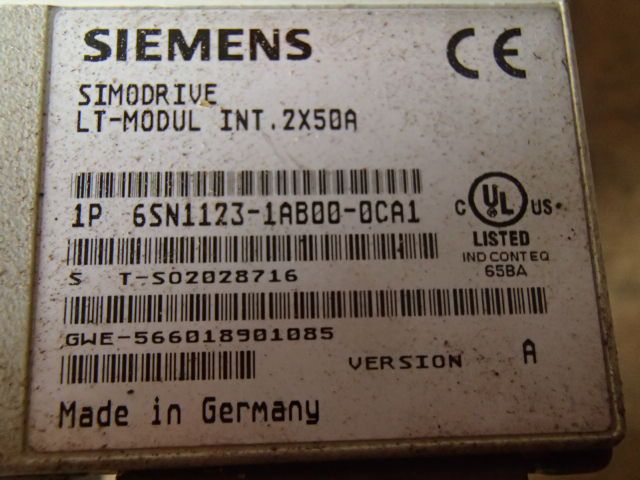 SIEMENS
CE
SIMODRIVE
LT-MODUL INT.2X50A
1P 6SN1123-1AB00-0CA1
C UL US
LISTED
IND CONT EQ
65BA
S T-S02028716
GWE-566018901085
VERSION A
Made in Germany